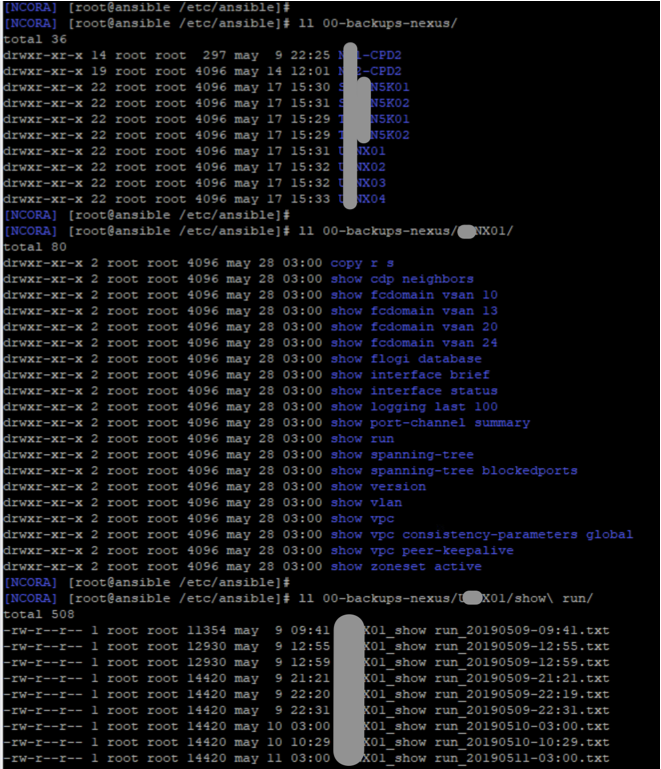 [NCORA] [root@ansible /etc/ansible]#
[NCORA] [root@ansible /etc/ansible]# ll 00-backups-nexus/
total 36
drwxr-xr-x 14 root root 297 may 9 22:25 -CPD2
drwxr-xr-x 19 root root 4096 may 14 12:01 2-CPD2
drwxr-xr-x 22 root root 4096 may 17 15:30 N5K01
drwxr-xr-x 22 root root 4096 may 17 15:31 N5K02
drwxr-xr-x 22 root root 4096 may 17 15:29 N5K01
drwxr-xr-x 22 root root 4096 may 17 15:29 N5K02
drwxr-xr-x 22 root root 4096 may 17 15:31 NX01
drwxr-xr-x 22 root root 4096 may 17 15:32 NX02
drwxr-xr-x 22 root root 4096 may 17 15:32 NX03
drwxr-xr-x 22 root root 4096 may 17 15:33 NX04
[NCORA] [root@ansible /etc/ansible]#
[NCORA] [root@ansible /etc/ansible]# ll 00-backups-nexus/ NX01/
total 80
drwxr-xr-x 2 root root 4096 may 28 03:00 copy r s
drwxr-xr-x 2 root root 4096 may 28 03:00 show cdp neighbors
drwxr-xr-x 2 root root 4096 may 28 03:00 show fcdomain vsan 10
drwxr-xr-x 2 root root 4096 may 28 03:00 show fcdomain vsan 13
drwxr-xr-x 2 root root 4096 may 28 03:00 show fcdomain vsan 20
drwxr-xr-x 2 root root 4096 may 28 03:00 show fcdomain vsan 24
drwxr-xr-x 2 root root 4096 may 28 03:00 show flogi database
drwxr-xr-x 2 root root 4096 may 28 03:00 show interface brief
drwxr-xr-x 2 root root 4096 may 28 03:00 show interface status
drwxr-xr-x 2 root root 4096 may 28 03:00 show logging last 100
drwxr-xr-x 2 root root 4096 may 28 03:00 show port-channel summary
drwxr-xr-x 2 root root 4096 may 28 03:00 show run
drwxr-xr-x 2 root root 4096 may 28 03:00 show spanning-tree
drwxr-xr-x 2 root root 4096 may 28 03:00 show spanning-tree blockedports
drwxr-xr-x 2 root root 4096 may 28 03:00 show version
drwxr-xr-x 2 root root 4096 may 28 03:00 show vlan
drwxr-xr-x 2 root root 4096 may 28 03:00 show vpc
drwxr-xr-x 2 root root 4096 may 28 03:00 show vpc consistency-parameters global
drwxr-xr-x 2 root root 4096 may 28 03:00 show vpc peer-keepalive
drwxr-xr-x 2 root root 4096 may 28 03:00 show zoneset active
[NCORA] [root@ansible /etc/ansible]#
[NCORA] [root@ansible /etc/ansible]# ll 00-backups-nexus/U X01/show\ run/
total 508
-rw-r--r-- 1 root root 11354 may 9 09:41 X01_show run_20190509-09:41.txt
-rw-r--r-- 1 root root 12930 may 9 12:55 X01_show run_20190509-12:55.txt
-rw-r--r-- 1 root root 12930 may 9 12:59 X01_show run_20190509-12:59.txt
-rw-r--r-- 1 root root 14420 may 9 21:21 X01_show run_20190509-21:21.txt
-rw-r--r-- 1 root root 14420 may 9 22:20 X01_show run_20190509-22:19.txt
-rw-r--r-- 1 root root 14420 may 9 22:31 X01_show run_20190509-22:31.txt
-rw-r--r-- 1 root root 14420 may 10 03:00 X01_show run_20190510-03:00.txt
-rw-r--r-- 1 root root 14420 may 10 10:29 X01_show run_20190510-10:29.txt
-rw-r--r-- 1 root root 14420 may 11 03:00 X01_show run_20190511-03:00.txt